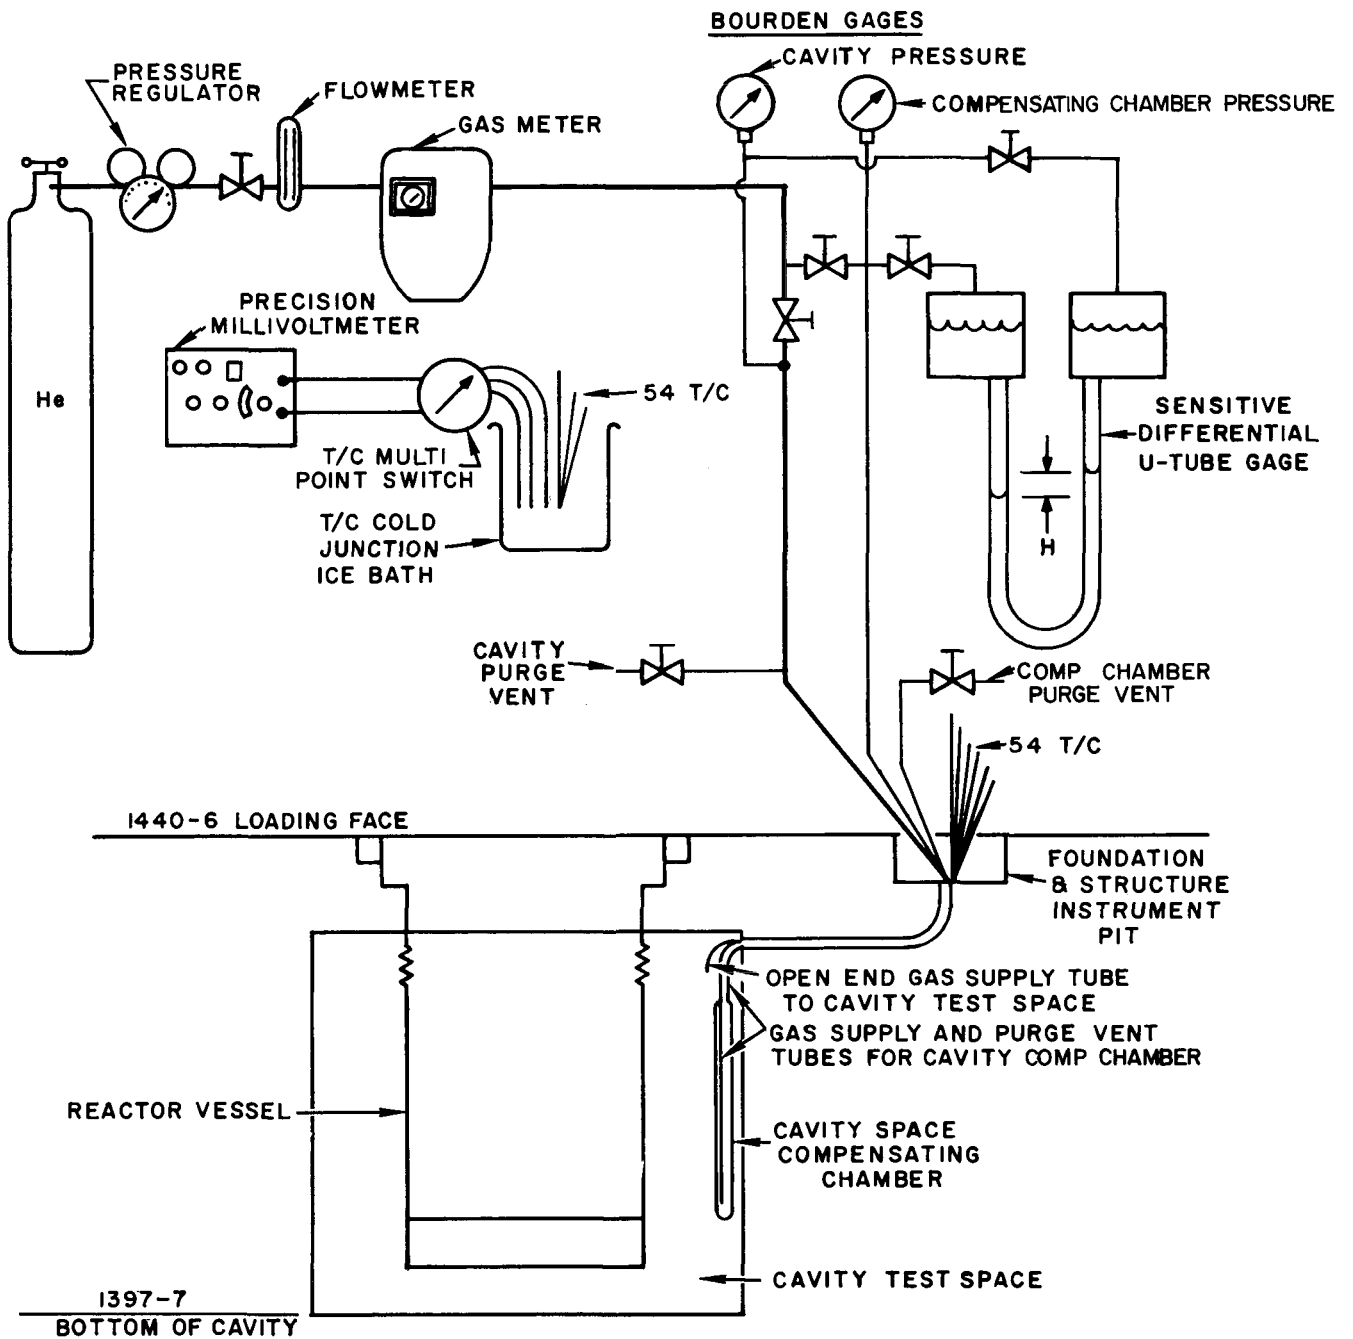 BOURDEN GAGES
CAVITY PRESSURE
COMPENSATING CHAMBER PRESSURE
PRESSURE
REGULATOR
FLOWMETER
GAS METER
PRECISION
MILLIVOLTMETER
He
54 T/C
T/C MULTI
POINT SWITCH
T/C COLD
JUNCTION
ICE BATH
SENSITIVE
DIFFERENTIAL
U-TUBE GAGE
H
CAVITY
PURGE
VENT
COMP CHAMBER
PURGE VENT
54 T/C
1440-6 LOADING FACE
FOUNDATION
& STRUCTURE
INSTRUMENT
PIT
OPEN END GAS SUPPLY TUBE
TO CAVITY TEST SPACE
GAS SUPPLY AND PURGE VENT
TUBES FOR CAVITY COMP CHAMBER
REACTOR VESSEL
CAVITY SPACE
COMPENSATING
CHAMBER
CAVITY TEST SPACE
1397-7
BOTTOM OF CAVITY